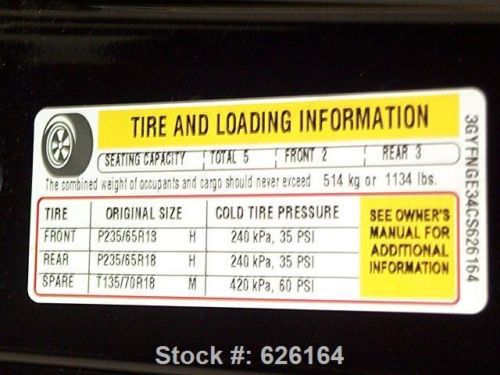 TIRE AND LOADING INFORMATION
SEATING CAPACITY TOTAL 5 FRONT 2 REAR 3
The combined weight of occupants and cargo should never exceed 514 kg or 1134 lbs.
TIRE ORIGINAL SIZE COLD TIRE PRESSURE
FRONT P235/65R18 H 240 kPa, 35 PSI
REAR P235/65R18 H 240 kPa, 35 PSI
SPARE T135/70R18 M 420 kPa, 60 PSI
SEE OWNER'S
MANUAL FOR
ADDITIONAL
INFORMATION
3GYFNGE34CS626164
Stock #: 626164